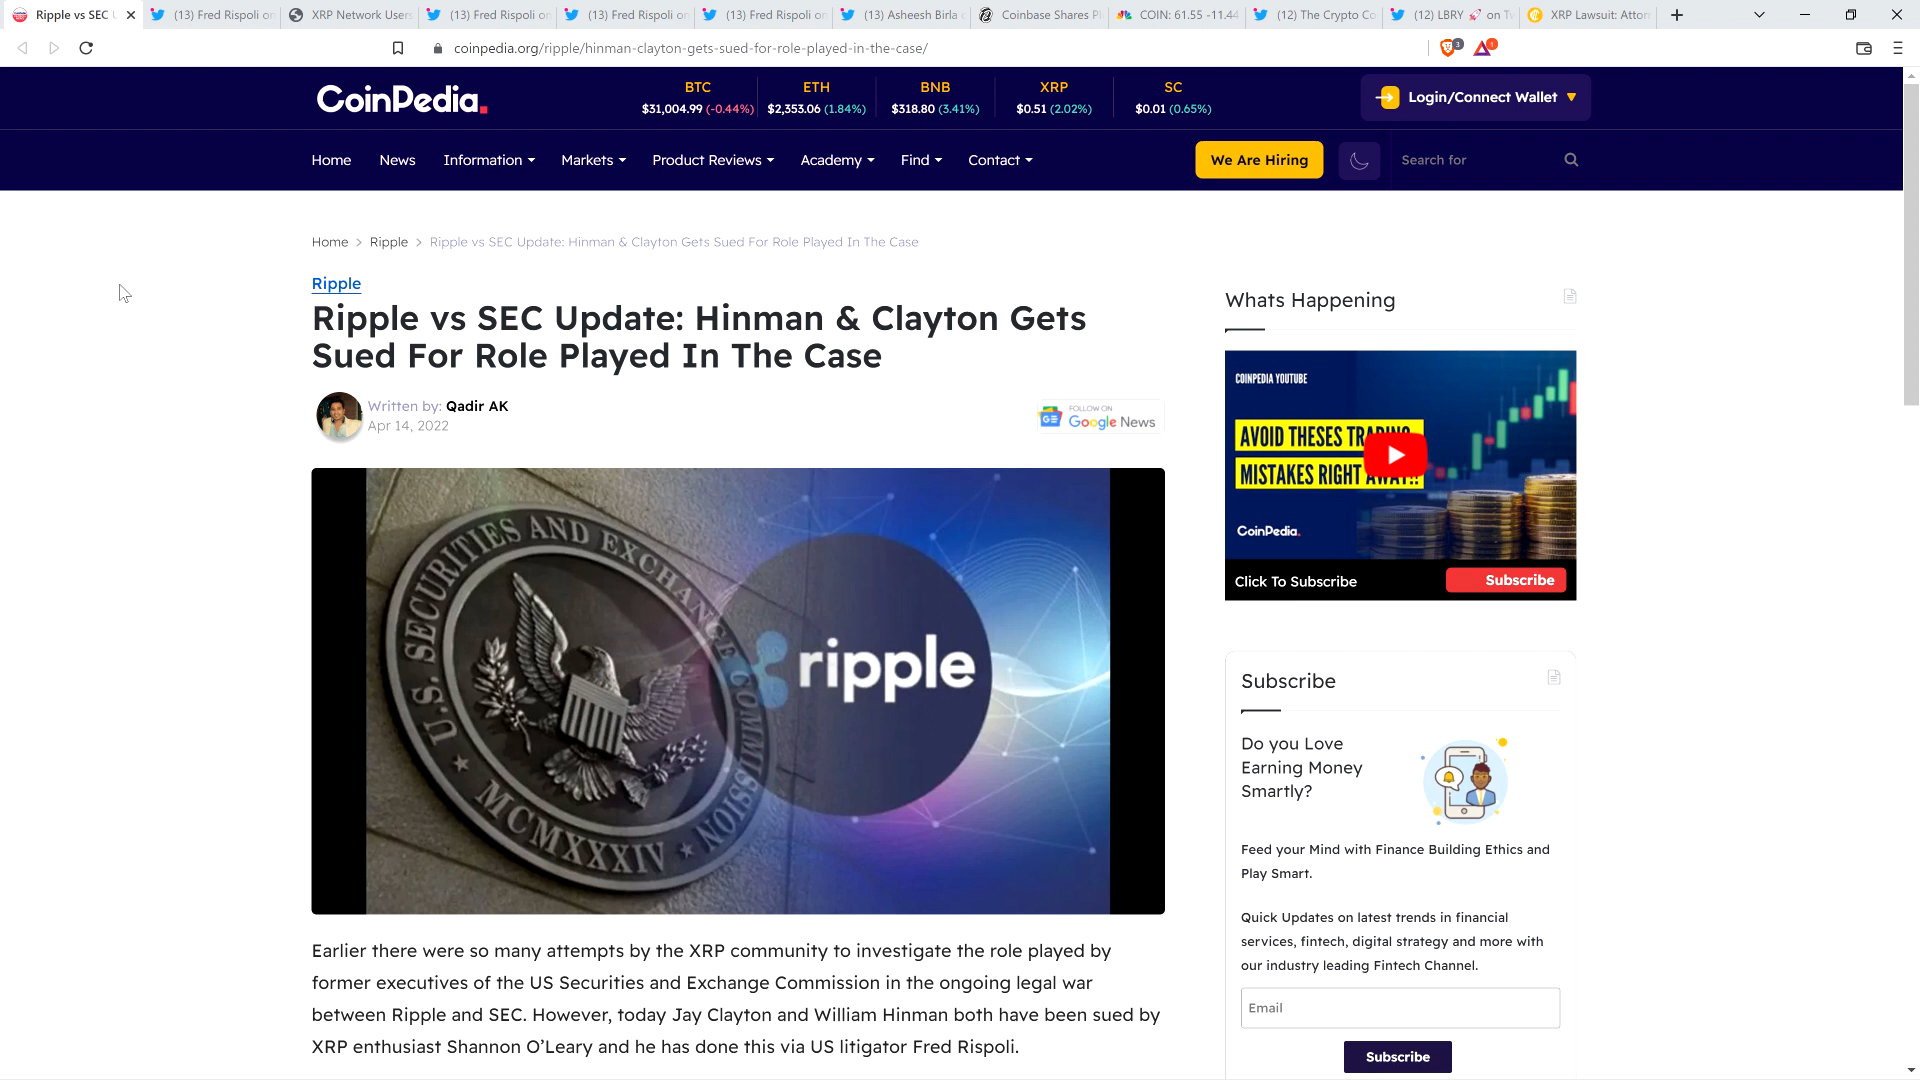 Ripple vs SEC
(13) Fred Rispoli on
XRP Network Users
(13) Fred Rispoli on
(13) Fred Rispoli on
(13) Fred Rispoli on
(13) Asheesh Birla
Coinbase Shares Pl
COIN: 61.55 -11.44
(12) The Crypto Co
(12) LBRY 🚀 on Tw
XRP Lawsuit: Attorn
coinpedia.org/ripple/hinman-clayton-gets-sued-for-role-played-in-the-case/
3
1
CoinPedia.
BTC
$31,004.99 (-0.44%)
ETH
$2,353.06 (1.84%)
BNB
$318.80 (3.41%)
XRP
$0.51 (2.02%)
SC
$0.01 (0.65%)
Login/Connect Wallet
Home
News
Information
Markets
Product Reviews
Academy
Find
Contact
We Are Hiring
Search for
Home > Ripple > Ripple vs SEC Update: Hinman & Clayton Gets Sued For Role Played In The Case
Ripple
Ripple vs SEC Update: Hinman & Clayton Gets
Sued For Role Played In The Case
Written by: Qadir AK
Apr 14, 2022
FOLLOW ON
Google News
GE
U.S. SECURITIES AND EXCHANGE COMMISSION
MCMXXXIV
ripple
Earlier there were so many attempts by the XRP community to investigate the role played by
former executives of the US Securities and Exchange Commission in the ongoing legal war
between Ripple and SEC. However, today Jay Clayton and William Hinman both have been sued by
XRP enthusiast Shannon O’Leary and he has done this via US litigator Fred Rispoli.
Whats Happening
COINPEDIA YOUTUBE
AVOID THESES TRADING
MISTAKES RIGHT AWAY!!
CoinPedia.
Click To Subscribe
Subscribe
Subscribe
Do you Love
Earning Money
Smartly?
Feed your Mind with Finance Building Ethics and
Play Smart.
Quick Updates on latest trends in financial
services, fintech, digital strategy and more with
our industry leading Fintech Channel.
Email
Subscribe